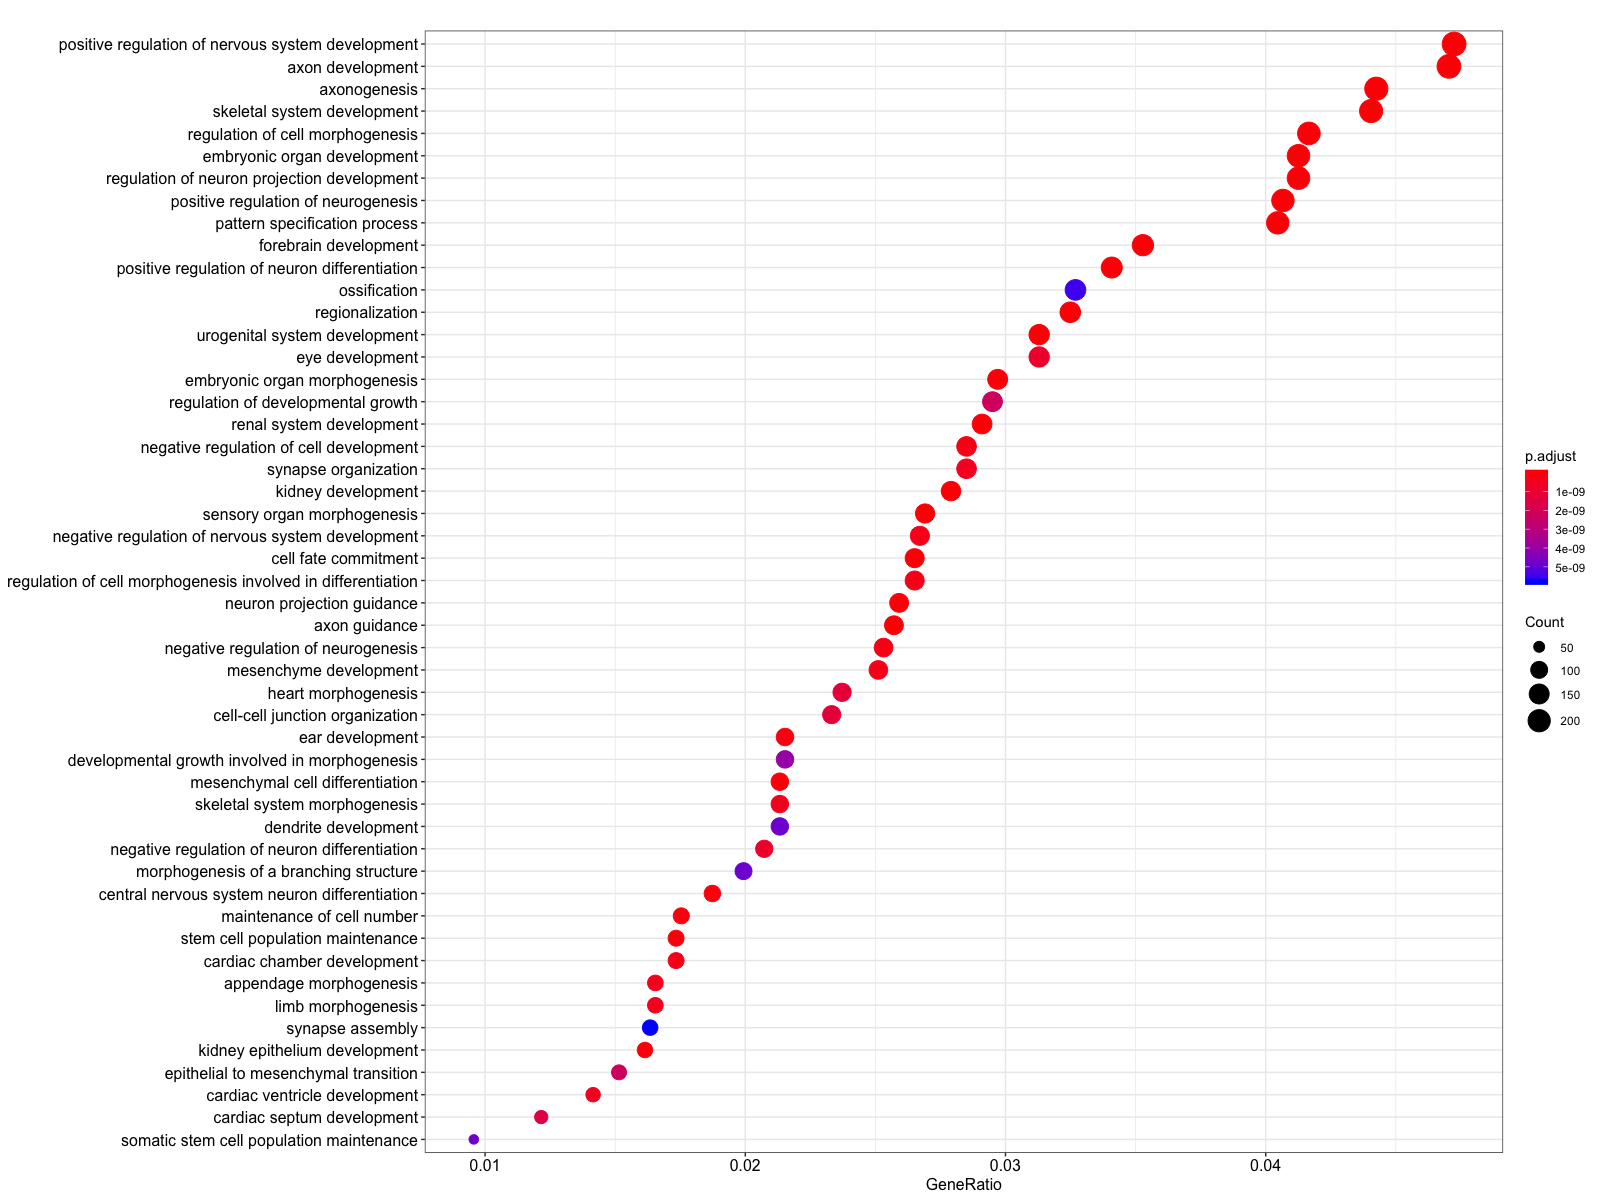 positive regulation of nervous system development
axon development
axonogenesis
skeletal system development
regulation of cell morphogenesis
embryonic organ development
regulation of neuron projection development
positive regulation of neurogenesis
pattern specification process
forebrain development
positive regulation of neuron differentiation
ossification
regionalization
urogenital system development
eye development
embryonic organ morphogenesis
regulation of developmental growth
renal system development
negative regulation of cell development
synapse organization
kidney development
sensory organ morphogenesis
negative regulation of nervous system development
cell fate commitment
regulation of cell morphogenesis involved in differentiation
neuron projection guidance
axon guidance
negative regulation of neurogenesis
mesenchyme development
heart morphogenesis
cell-cell junction organization
ear development
developmental growth involved in morphogenesis
mesenchymal cell differentiation
skeletal system morphogenesis
dendrite development
negative regulation of neuron differentiation
morphogenesis of a branching structure
central nervous system neuron differentiation
maintenance of cell number
stem cell population maintenance
cardiac chamber development
appendage morphogenesis
limb morphogenesis
synapse assembly
kidney epithelium development
epithelial to mesenchymal transition
cardiac ventricle development
cardiac septum development
somatic stem cell population maintenance
0.01 0.02 0.03 0.04
GeneRatio
p.adjust
1e-09
2e-09
3e-09
4e-09
5e-09
Count
50
100
150
200